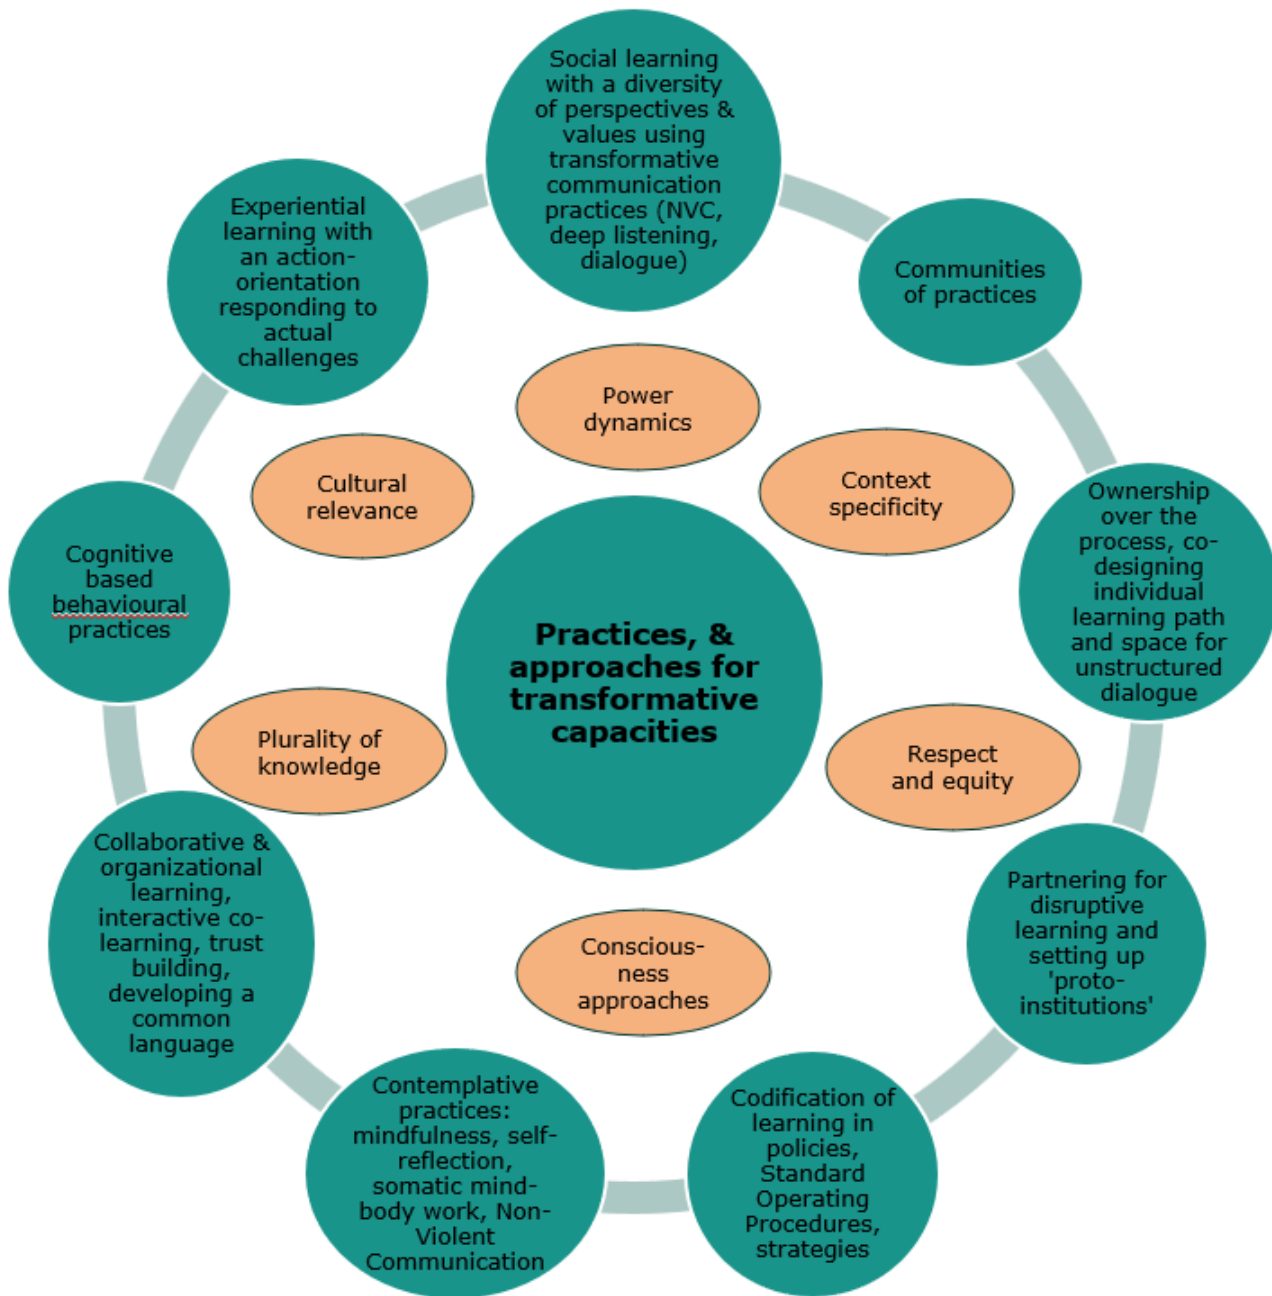 Social learning
with a diversity
of perspectives &
values using
transformative
communication
practices (NVC,
deep listening,
dialogue)
Communities
of practices
Ownership
over the
process, co-
designing
individual
learning path
and space for
unstructured
dialogue
Partnering for
disruptive
learning and
setting up
'proto-
institutions'
Codification of
learning in
policies,
Standard
Operating
Procedures,
strategies
Contemplative
practices:
mindfulness, self-
reflection,
somatic mind-
body work, Non-
Violent
Communication
Collaborative &
organizational
learning,
interactive co-
learning, trust
building,
developing a
common
language
Cognitive
based
behavioural
practices
Experiential
learning with
an action-
orientation
responding to
actual
challenges
Power
dynamics
Context
specificity
Respect
and equity
Conscious-
ness
approaches
Plurality of
knowledge
Cultural
relevance
Practices, &
approaches for
transformative
capacities